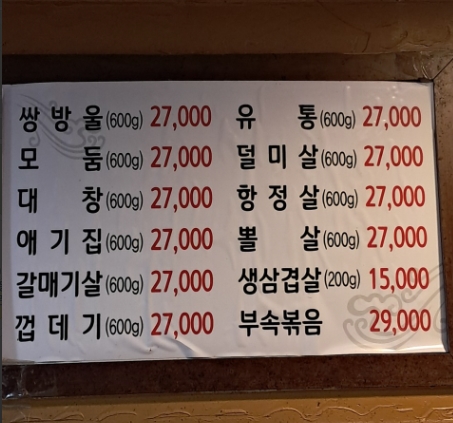 쌍방울(600g) 27,000 유통(600g) 27,000
모둠(600g) 27,000 덜미살(600g) 27,000
대창(600g) 27,000 항정살(600g) 27,000
애기집(600g) 27,000 뽈살(600g) 27,000
갈매기살(600g) 27,000 생삼겹살(200g) 15,000
껍데기(600g) 27,000 부속볶음 29,000